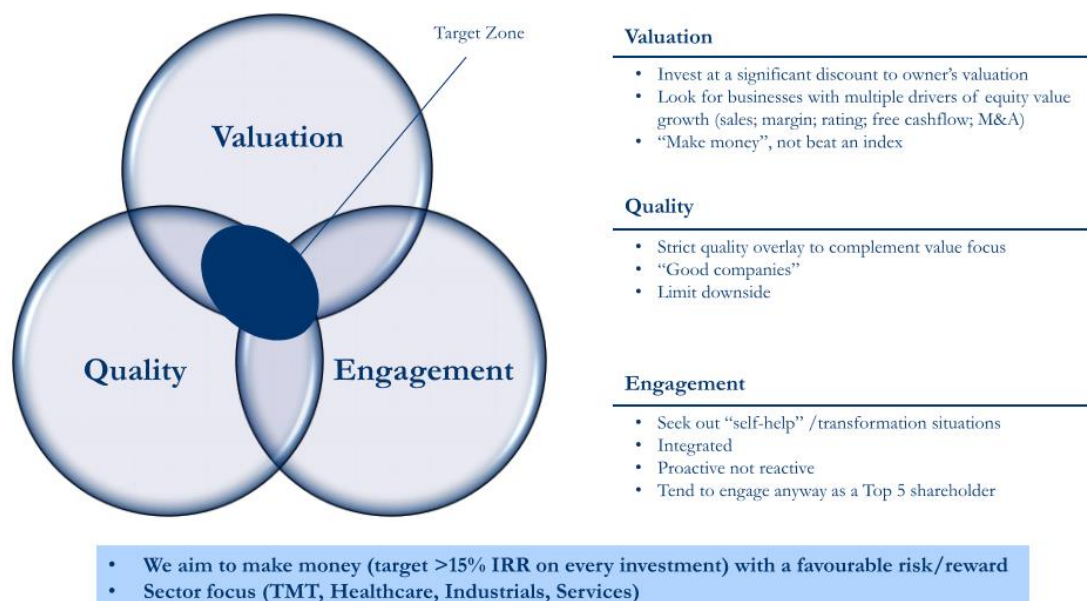 Target Zone
Valuation
Quality
Engagement
Valuation
• Invest at a significant discount to owner’s valuation
• Look for businesses with multiple drivers of equity value
growth (sales; margin; rating; free cashflow; M&A)
• “Make money”, not beat an index
Quality
• Strict quality overlay to complement value focus
• “Good companies”
• Limit downside
Engagement
• Seek out “self-help” /transformation situations
• Integrated
• Proactive not reactive
• Tend to engage anyway as a Top 5 shareholder
• We aim to make money (target >15% IRR on every investment) with a favourable risk/reward
• Sector focus (TMT, Healthcare, Industrials, Services)